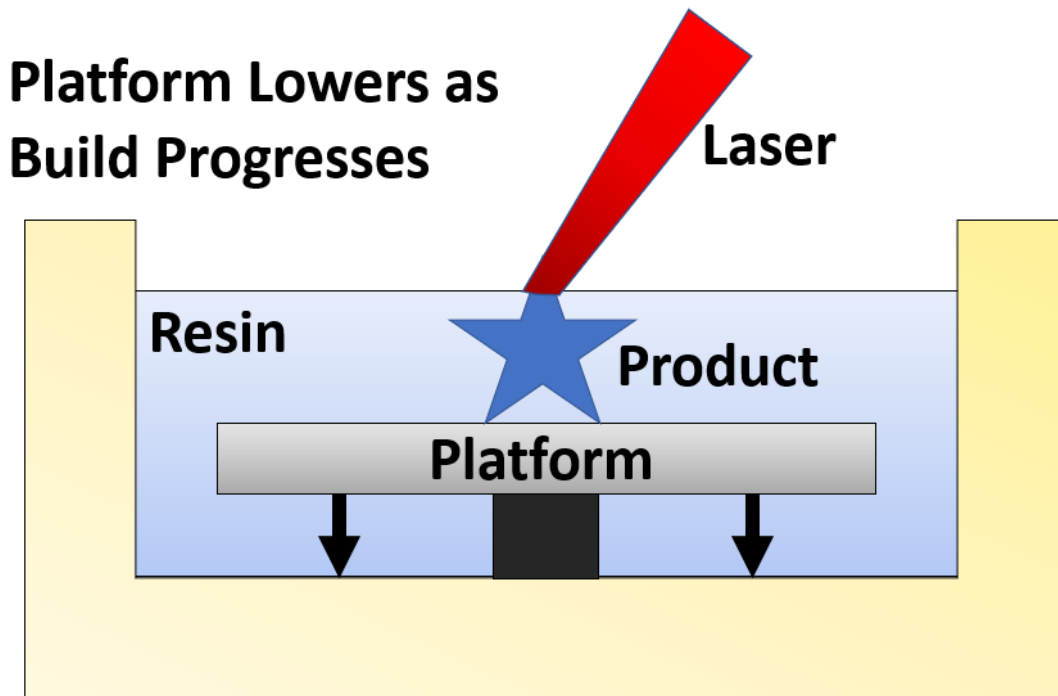 Platform Lowers as
Build Progresses
Laser
Resin
Product
Platform